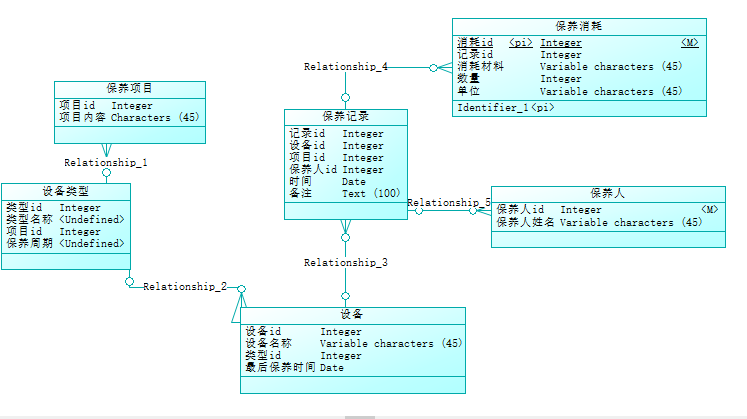 保养消耗
消耗id <pi> Integer <M>
记录id Integer
消耗材料 Variable characters (45)
数量 Integer
单位 Variable characters (45)
Identifier_1 <pi>
Relationship_4
保养项目
项目id Integer
项目内容 Characters (45)
Relationship_1
保养记录
记录id Integer
设备id Integer
项目id Integer
保养人id Integer
时间 Date
备注 Text (100)
设备类型
类型id Integer
类型名称 <Undefined>
项目id Integer
保养周期 <Undefined>
Relationship_5
保养人
保养人id Integer <M>
保养人姓名 Variable characters (45)
Relationship_3
Relationship_2
设备
设备id Integer
设备名称 Variable characters (45)
类型id Integer
最后保养时间 Date